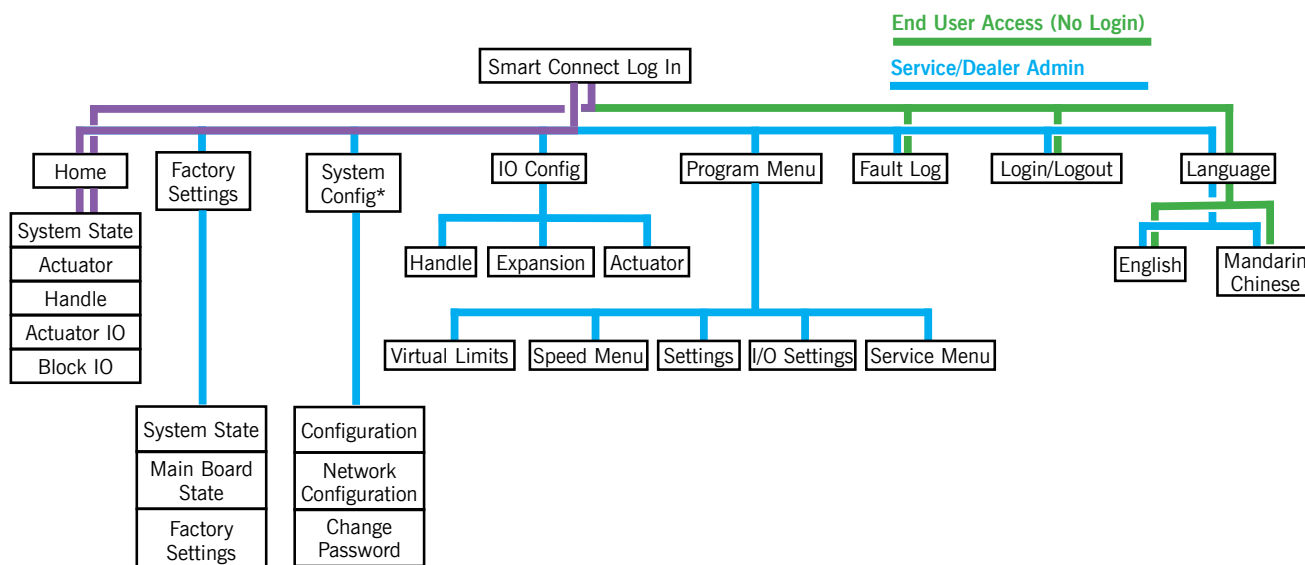 End User Access (No Login)
Service/Dealer Admin
Smart Connect Log In
Home
Factory
Settings
System
Config*
IO Config
Program Menu
Fault Log
Login/Logout
Language
System State
Actuator
Handle
Actuator IO
Block IO
Handle
Expansion
Actuator
English
Mandarin
Chinese
Virtual Limits
Speed Menu
Settings
I/O Settings
Service Menu
System State
Main Board
State
Factory
Settings
Configuration
Network
Configuration
Change
Password